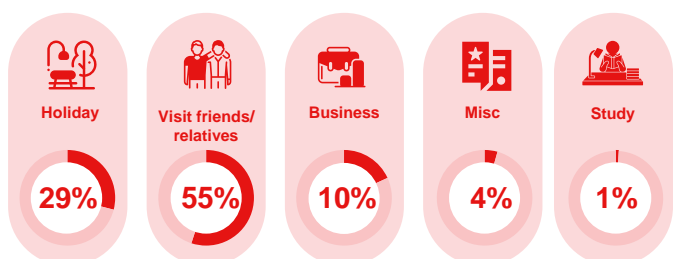 Holiday
29%
Visit friends/
relatives
55%
Business
10%
Misc
4%
Study
1%